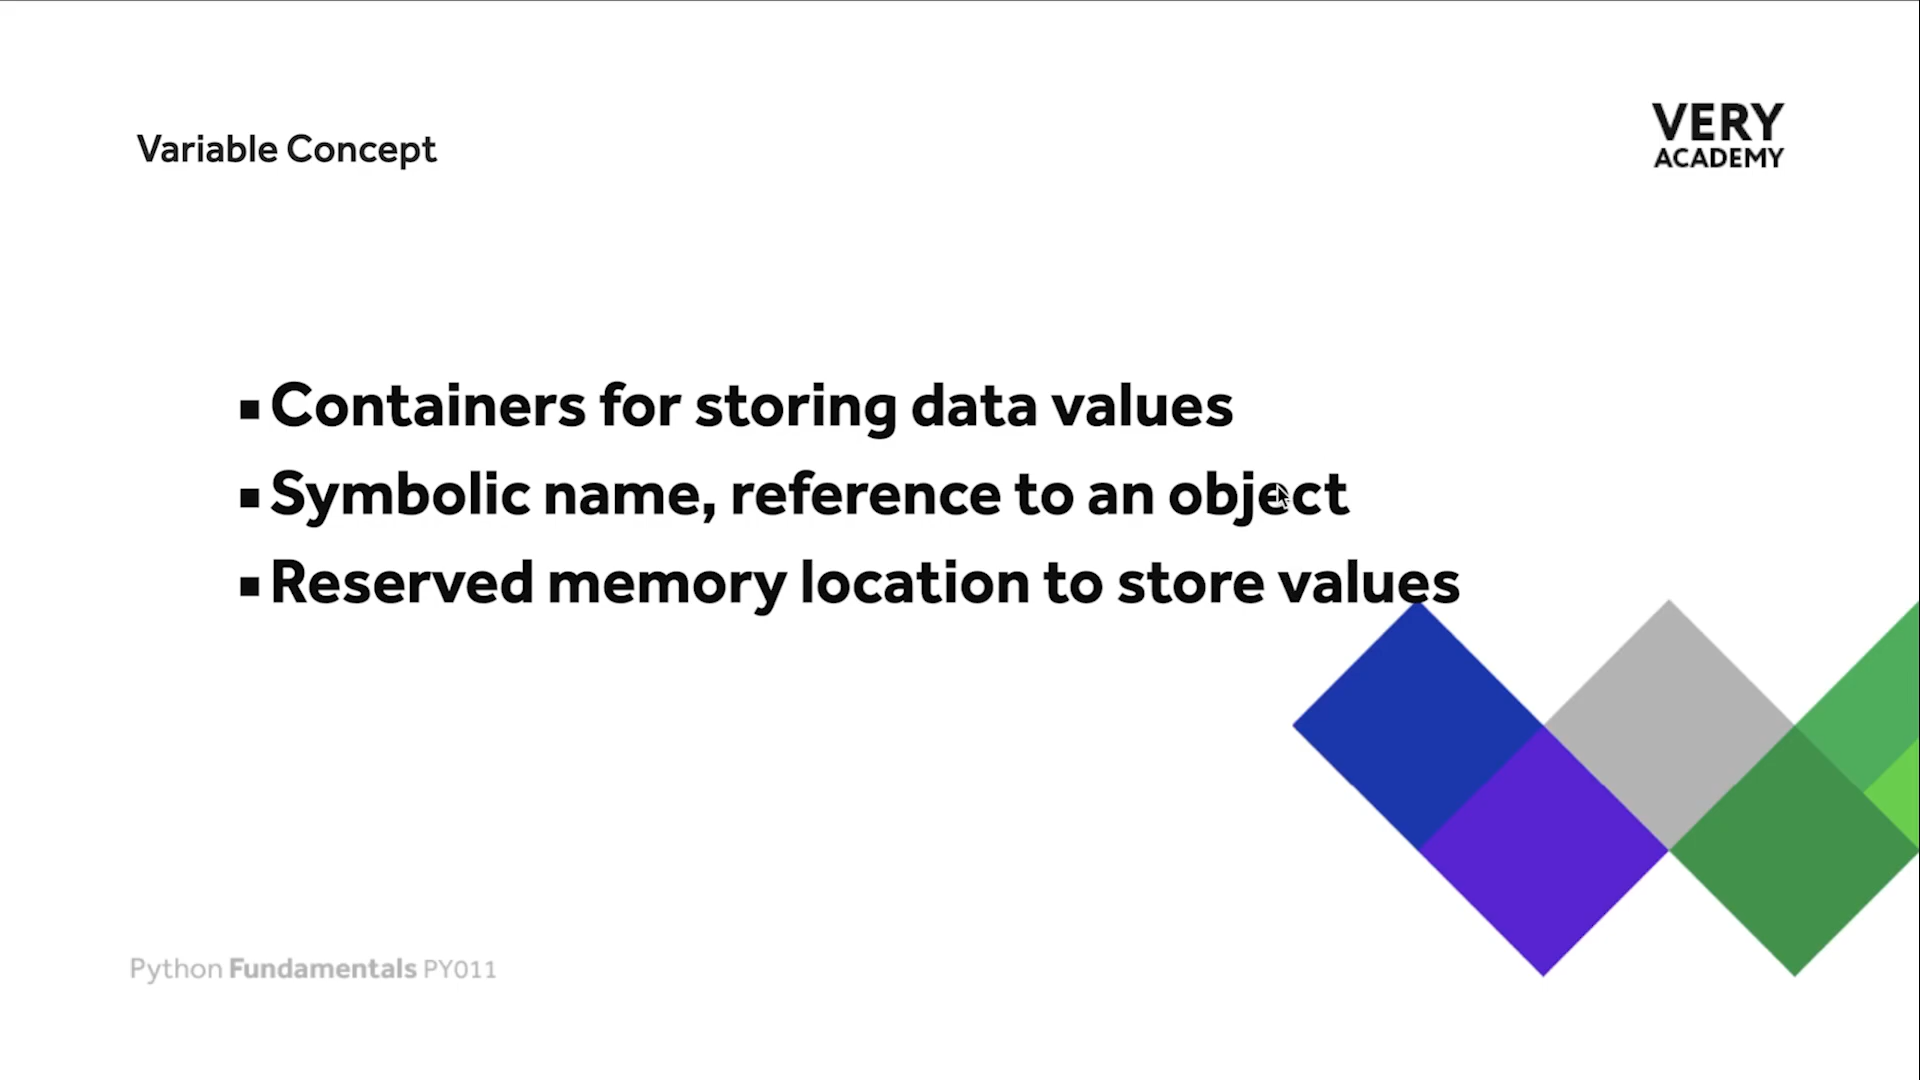 Variable Concept
VERY
ACADEMY
▪Containers for storing data values
▪Symbolic name, reference to an object
▪Reserved memory location to store values
Python Fundamentals PY011